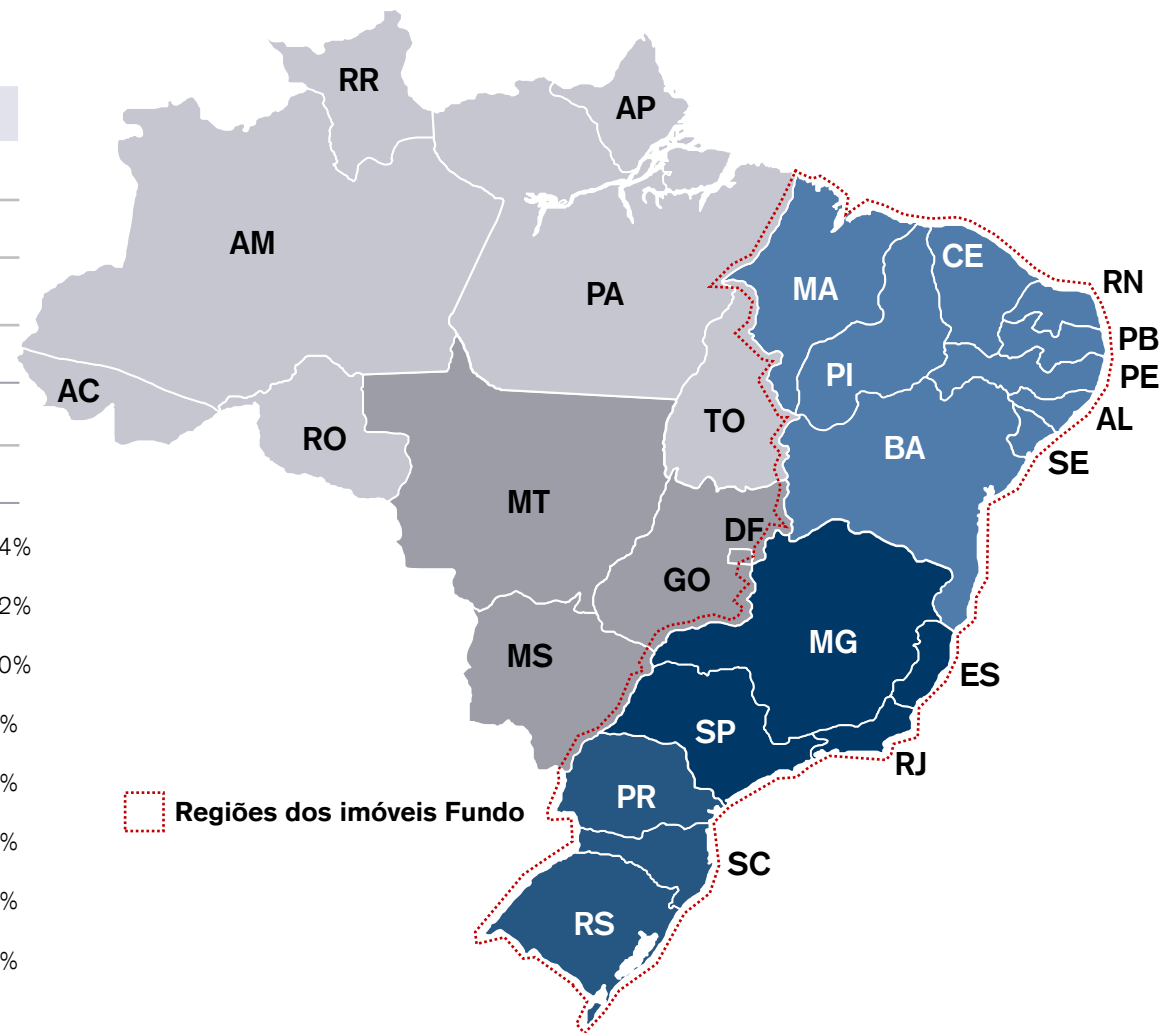 RR
AP
AM
PA
MA
CE
RN
PB
PE
AL
SE
PI
AC
RO
TO
BA
MT
DF
GO
4%
2%
0%
MS
MG
ES
SP
RJ
%
%
PR
Regiões dos imóveis Fundo
%
SC
%
RS
%